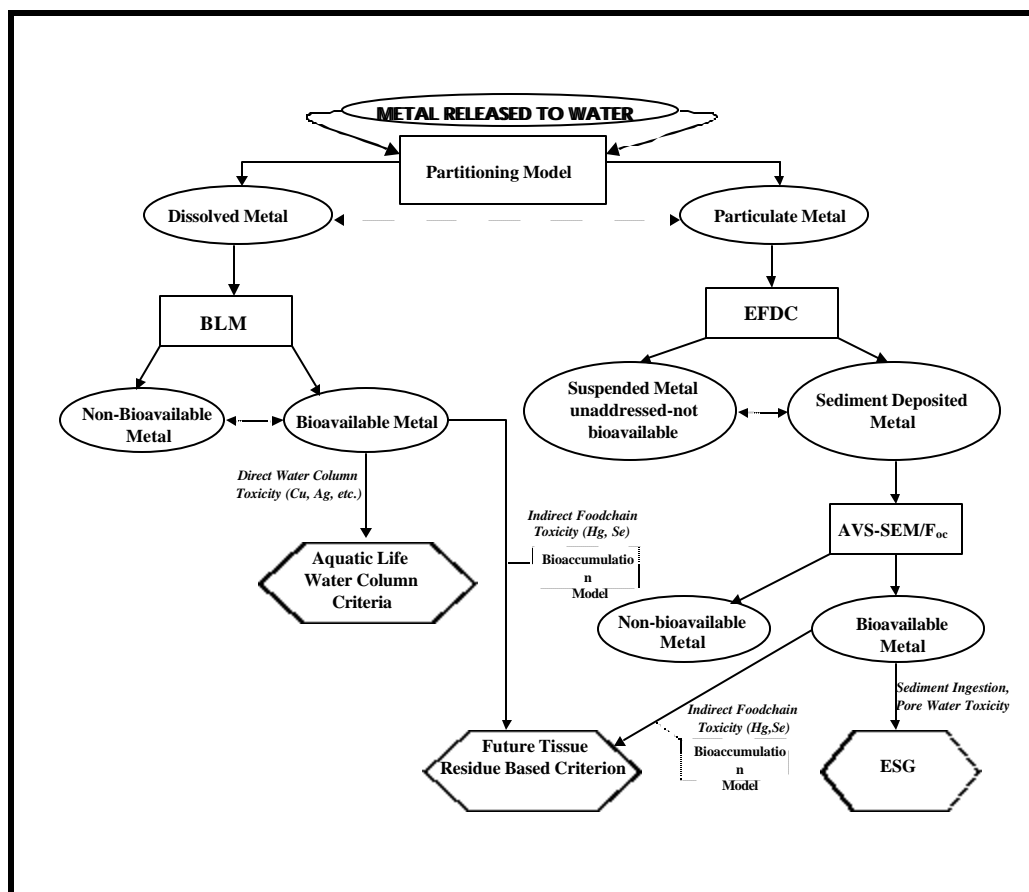 METAL RELEASED TO WATER
Partitioning Model
Dissolved Metal
Particulate Metal
BLM
EFDC
Non-Bioavailable
Metal
Bioavailable Metal
Suspended Metal
unaddressed-not
bioavailable
Sediment Deposited
Metal
Direct Water Column
Toxicity (Cu, Ag, etc.)
Indirect Foodchain
Toxicity (Hg, Se)
Bioaccumulatio
n
Model
AVS-SEM/Foc
Aquatic Life
Water Column
Criteria
Non-bioavailable
Metal
Bioavailable
Metal
Sediment Ingestion,
Pore Water Toxicity
Indirect Foodchain
Toxicity (Hg,Se)
Bioaccumulatio
n
Model
Future Tissue
Residue Based Criterion
ESG